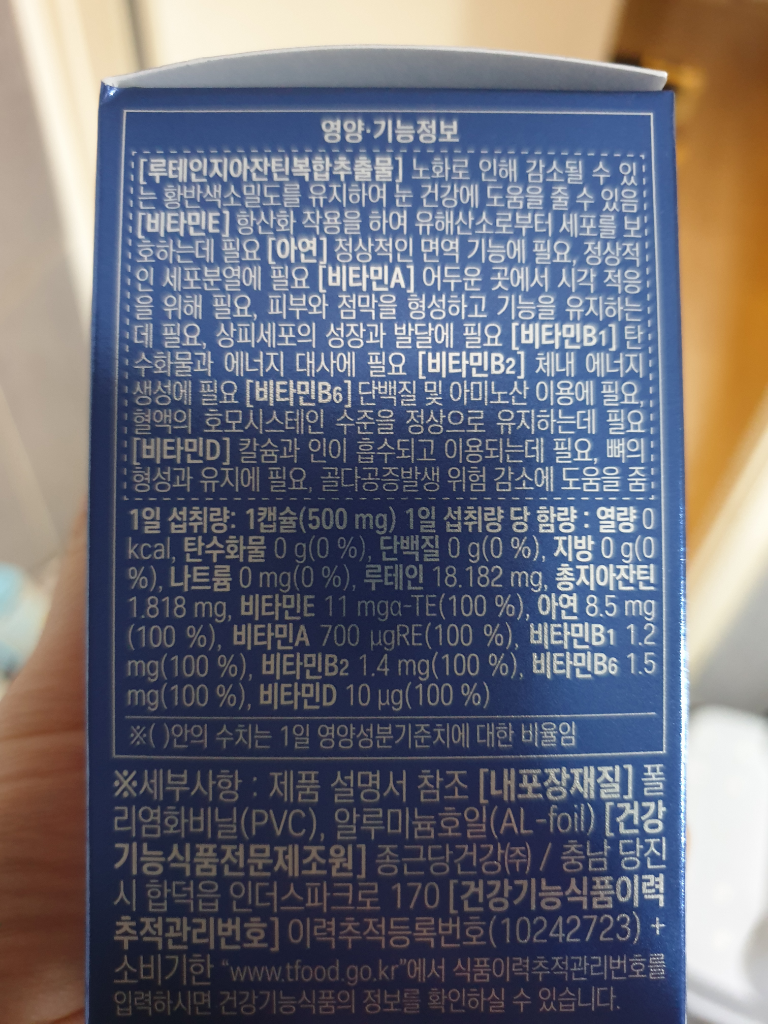 영양·기능정보
[루테인지아잔틴복합추출물] 노화로 인해 감소될 수 있
는 황반색소밀도를 유지하여 눈 건강에 도움을 줄 수 있음
[비타민E] 항산화 작용을 하여 유해산소로부터 세포를 보
호하는데 필요 [아연] 정상적인 면역 기능에 필요, 정상적
인 세포분열에 필요 [비타민A] 어두운 곳에서 시각 적응
을 위해 필요, 피부와 점막을 형성하고 기능을 유지하는
데 필요, 상피세포의 성장과 발달에 필요 [비타민B1] 탄
수화물과 에너지 대사에 필요 [비타민B2] 체내 에너지
생성에 필요 [비타민B6] 단백질 및 아미노산 이용에 필요,
혈액의 호모시스테인 수준을 정상으로 유지하는데 필요
[비타민D] 칼슘과 인이 흡수되고 이용되는데 필요, 뼈의
형성과 유지에 필요, 골다공증발생 위험 감소에 도움을 줌
1일 섭취량: 1캡슐(500 mg) 1일 섭취량 당 함량 : 열량 0
kcal, 탄수화물 0 g(0 %), 단백질 0 g(0 %), 지방 0 g(0
%), 나트륨 0 mg(0 %), 루테인 18.182 mg, 총지아잔틴
1.818 mg, 비타민E 11 mgα-TE(100 %), 아연 8.5 mg
(100 %), 비타민A 700 μgRE(100 %), 비타민B1 1.2
mg(100 %), 비타민B2 1.4 mg(100 %), 비타민B6 1.5
mg(100 %), 비타민D 10 μg(100 %)
※( )안의 수치는 1일 영양성분기준치에 대한 비율임
※세부사항 : 제품 설명서 참조 [내포장재질] 폴
리염화비닐(PVC), 알루미늄호일(AL-foil) [건강
기능식품전문제조원] 종근당건강㈜ / 충남 당진
시 합덕읍 인더스파크로 170 [건강기능식품이력
추적관리번호] 이력추적등록번호(10242723) +
소비기한 “www.tfood.go.kr”에서 식품이력추적관리번호를
입력하시면 건강기능식품의 정보를 확인하실 수 있습니다.